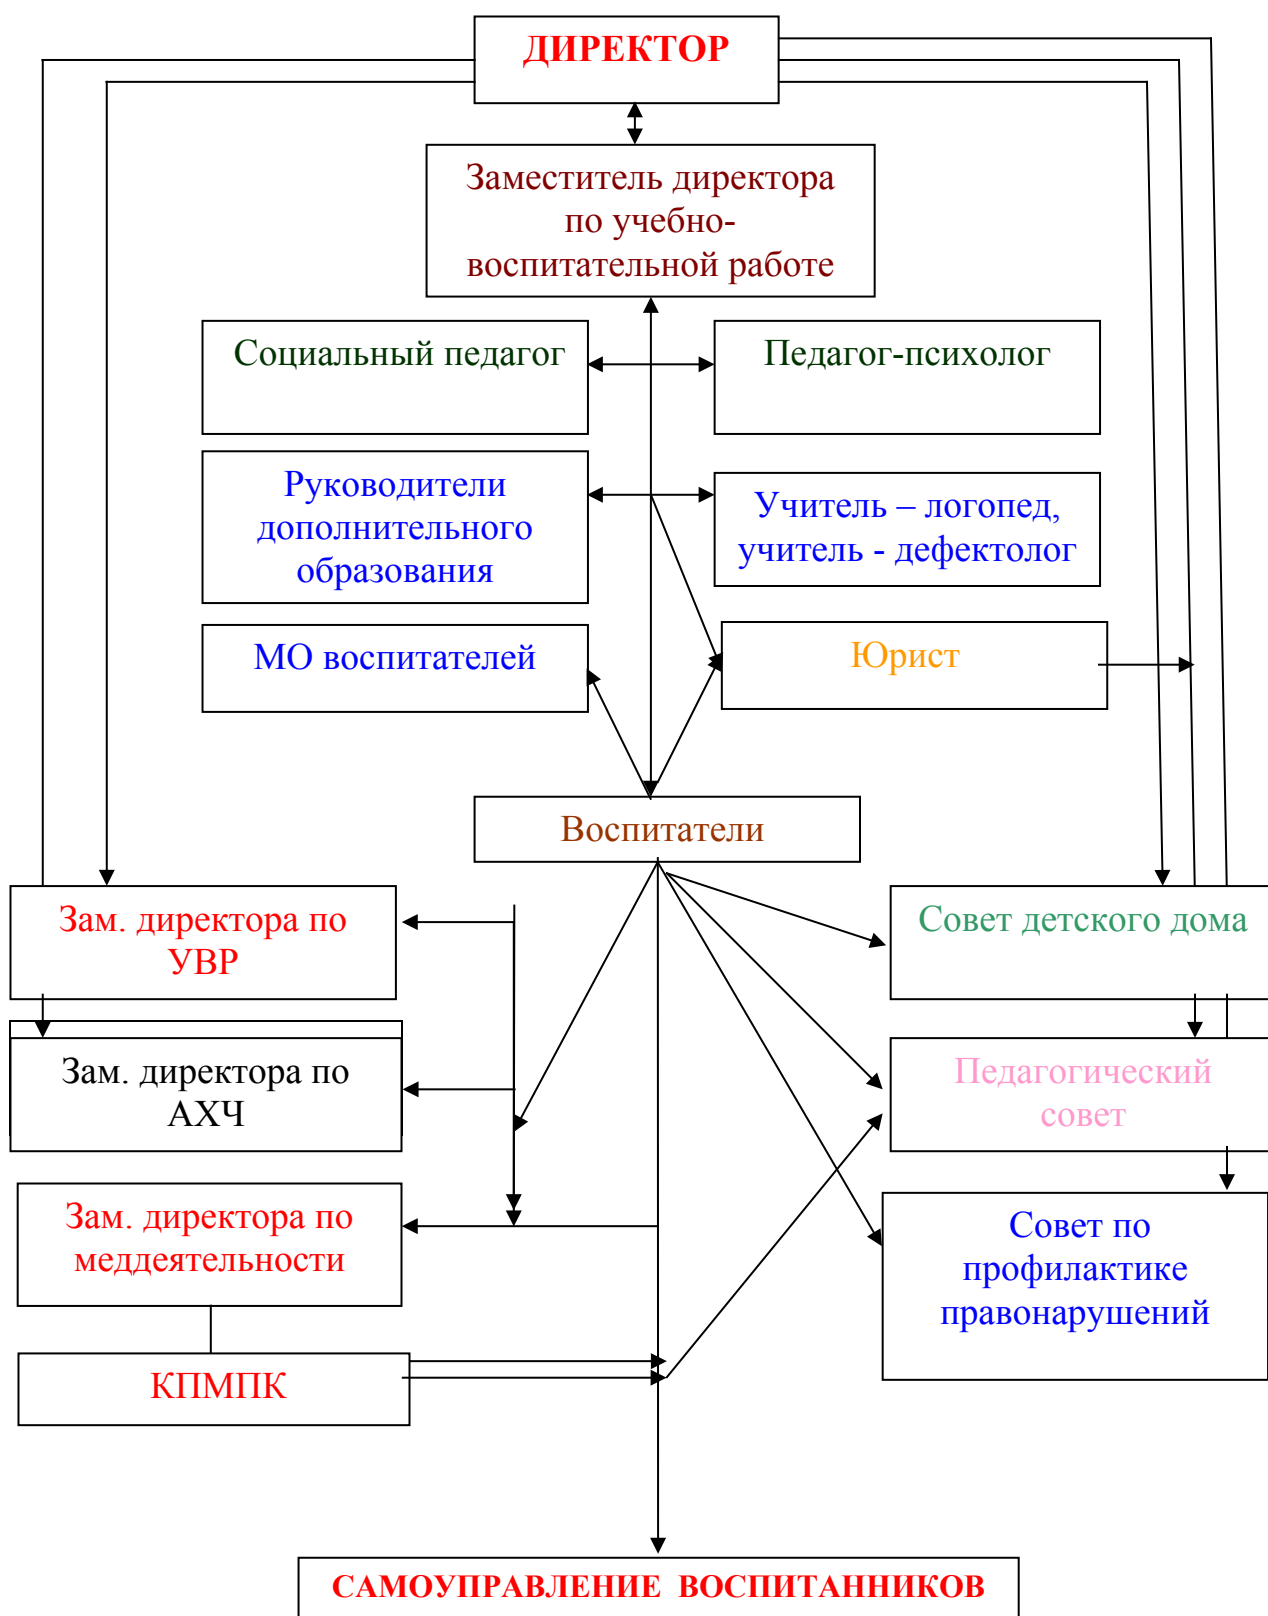 ДИРЕКТОР
Заместитель директора
по учебно-
воспитательной работе
Социальный педагог
Педагог-психолог
Руководители
дополнительного
образования
Учитель – логопед,
учитель - дефектолог
МО воспитателей
Юрист
Воспитатели
Зам. директора по
УВР
Совет детского дома
Зам. директора по
АХЧ
Педагогический
совет
Зам. директора по
меддеятельности
Совет по
профилактике
правонарушений
КПМПК
САМОУПРАВЛЕНИЕ ВОСПИТАННИКОВ